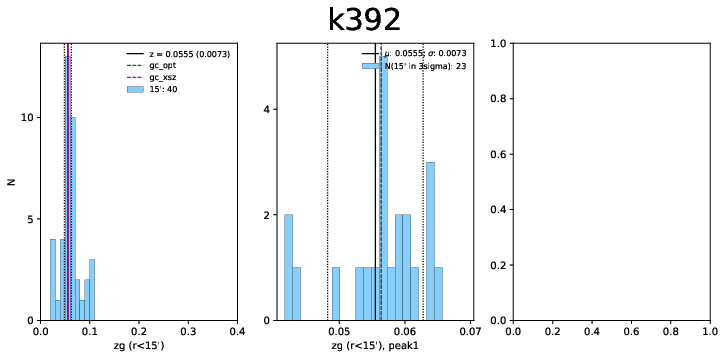 k392
z = 0.0555 (0.0073)
gc_opt
gc_xsz
15': 40
N
10
5
0
0.0 0.1 0.2 0.3 0.4
zg (r<15')
μ: 0.0555, σ: 0.0073
N(15' in 3sigma): 23
4
2
0
0.05 0.06 0.07
zg (r<15'), peak1
1.0
0.8
0.6
0.4
0.2
0.0
0.0 0.2 0.4 0.6 0.8 1.0